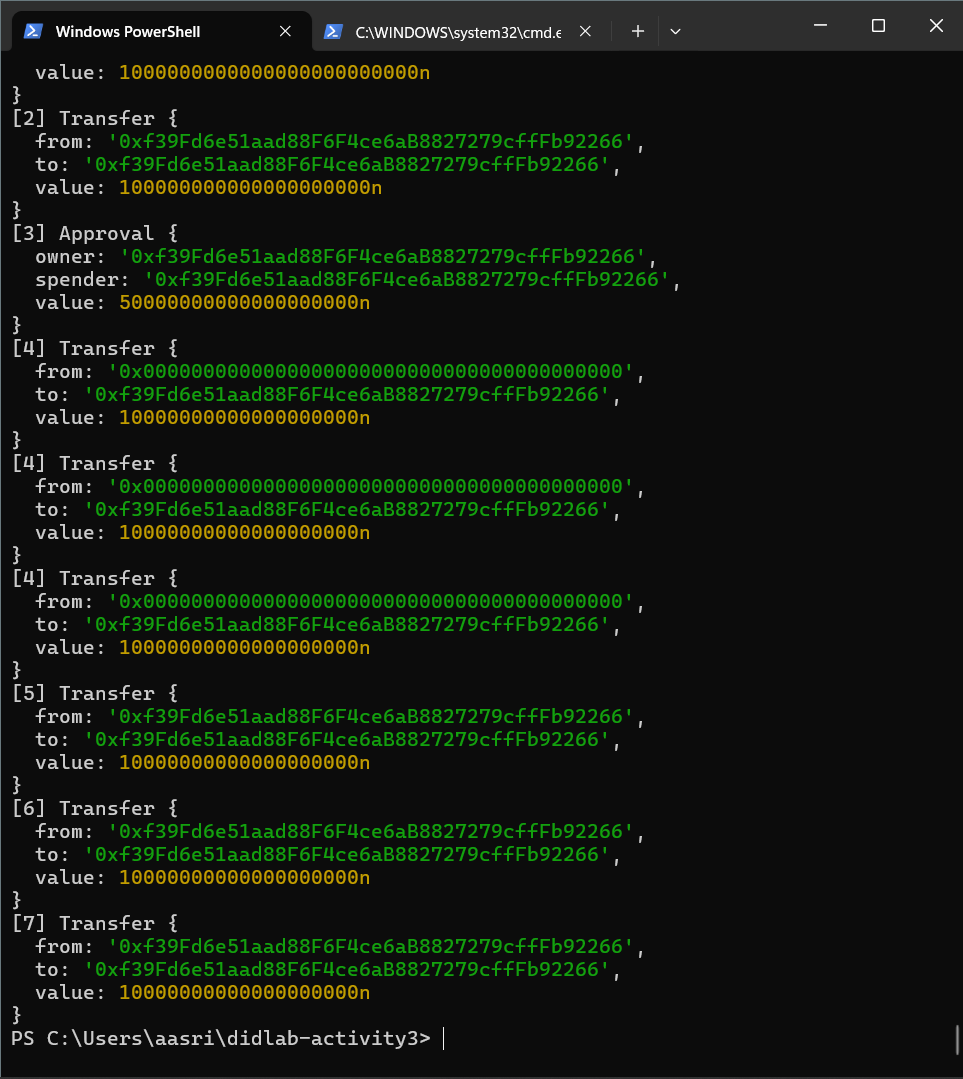 Windows PowerShell
C:\WINDOWS\system32\cmd.e
value: 1000000000000000000000000n
}
[2] Transfer {
from: '0xf39Fd6e51aad88F6F4ce6aB8827279cffFb92266',
to: '0xf39Fd6e51aad88F6F4ce6aB8827279cffFb92266',
value: 100000000000000000000n
}
[3] Approval {
owner: '0xf39Fd6e51aad88F6F4ce6aB8827279cffFb92266',
spender: '0xf39Fd6e51aad88F6F4ce6aB8827279cffFb92266',
value: 50000000000000000000n
}
[4] Transfer {
from: '0x0000000000000000000000000000000000000000',
to: '0xf39Fd6e51aad88F6F4ce6aB8827279cffFb92266',
value: 10000000000000000000n
}
[4] Transfer {
from: '0x0000000000000000000000000000000000000000',
to: '0xf39Fd6e51aad88F6F4ce6aB8827279cffFb92266',
value: 10000000000000000000n
}
[4] Transfer {
from: '0x0000000000000000000000000000000000000000',
to: '0xf39Fd6e51aad88F6F4ce6aB8827279cffFb92266',
value: 10000000000000000000n
}
[5] Transfer {
from: '0xf39Fd6e51aad88F6F4ce6aB8827279cffFb92266',
to: '0xf39Fd6e51aad88F6F4ce6aB8827279cffFb92266',
value: 10000000000000000000n
}
[6] Transfer {
from: '0xf39Fd6e51aad88F6F4ce6aB8827279cffFb92266',
to: '0xf39Fd6e51aad88F6F4ce6aB8827279cffFb92266',
value: 10000000000000000000n
}
[7] Transfer {
from: '0xf39Fd6e51aad88F6F4ce6aB8827279cffFb92266',
to: '0xf39Fd6e51aad88F6F4ce6aB8827279cffFb92266',
value: 10000000000000000000n
}
PS C:\Users\aasri\didlab-activity3>